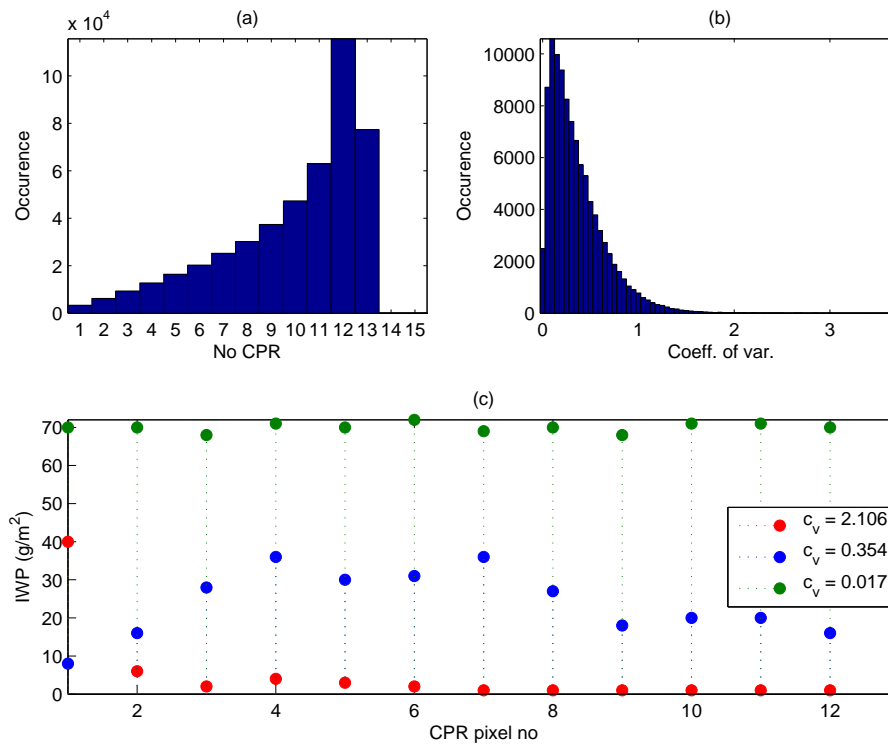 (a)
x 10⁴
10
8
6
4
2
0
Occurence
1 2 3 4 5 6 7 8 9 10 11 12 13 14 15
No CPR
(b)
10000
8000
6000
4000
2000
0
Occurence
0 1 2 3
Coeff. of var.
(c)
70
60
50
40
30
20
10
0
IWP (g/m²)
2 4 6 8 10 12
CPR pixel no
c_v = 2.106
c_v = 0.354
c_v = 0.017